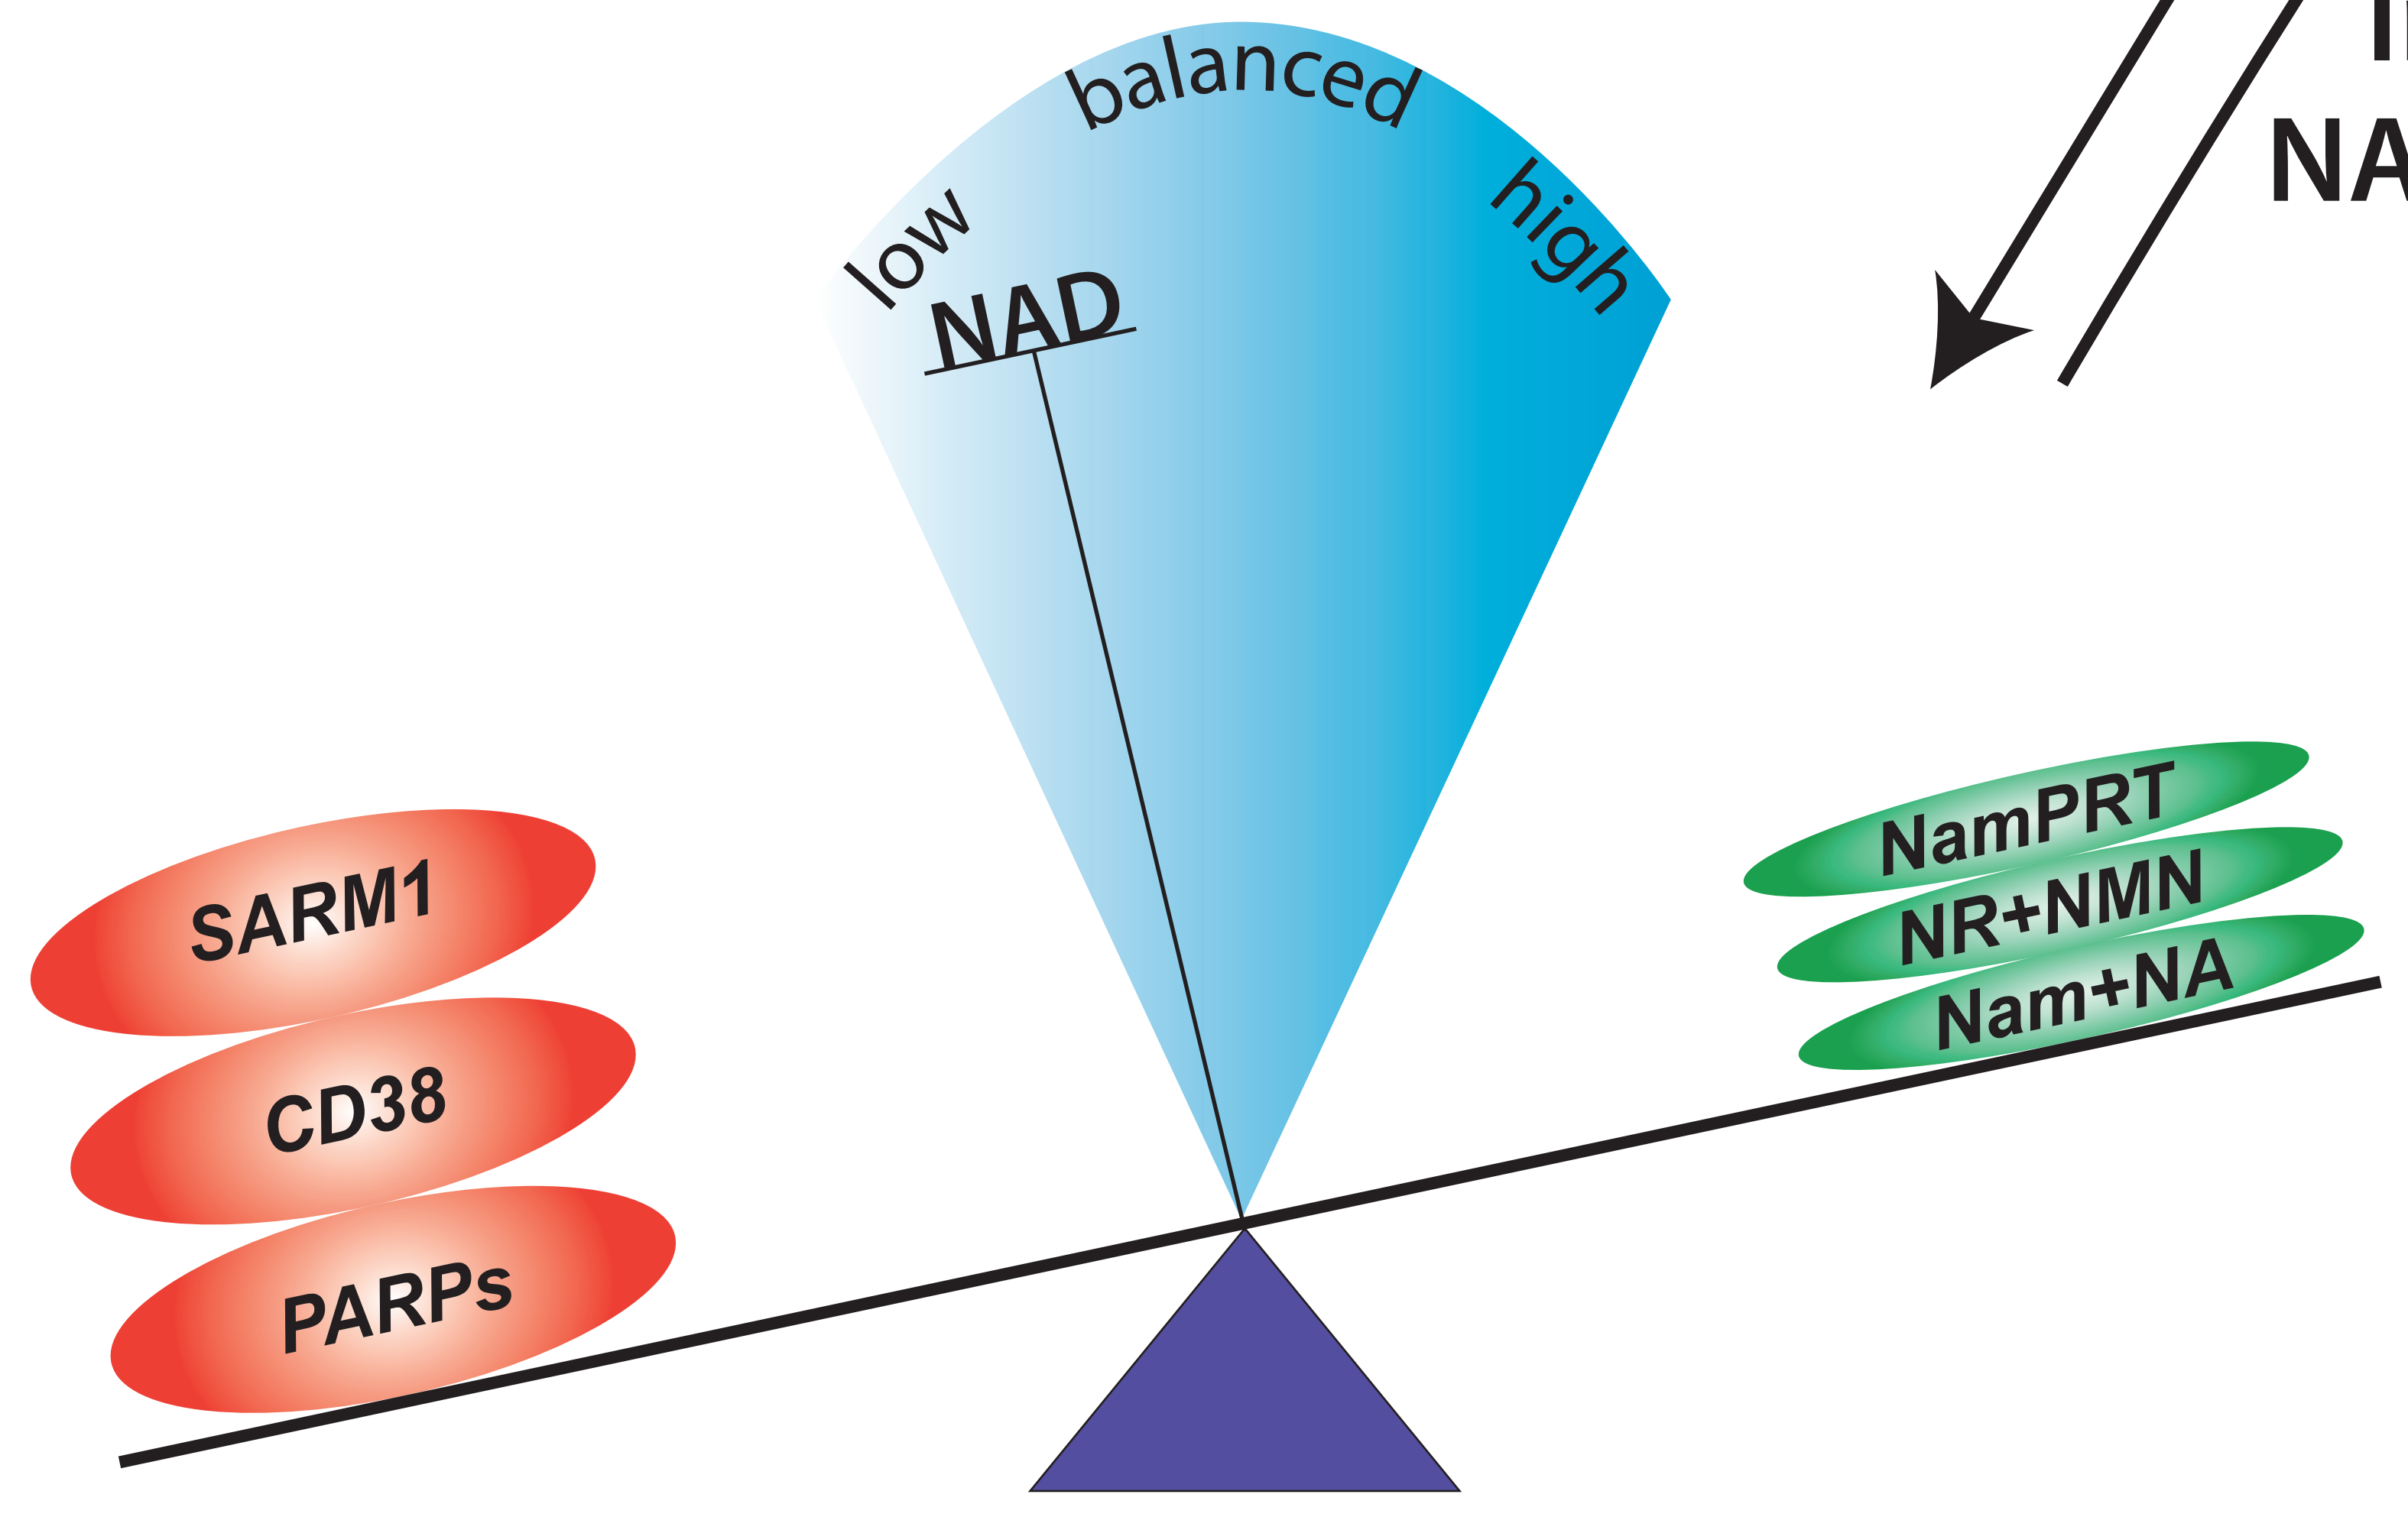 balanced
low
high
NAD
NamPRT
NR+NMN
Nam+NA
SARM1
CD38
PARPs